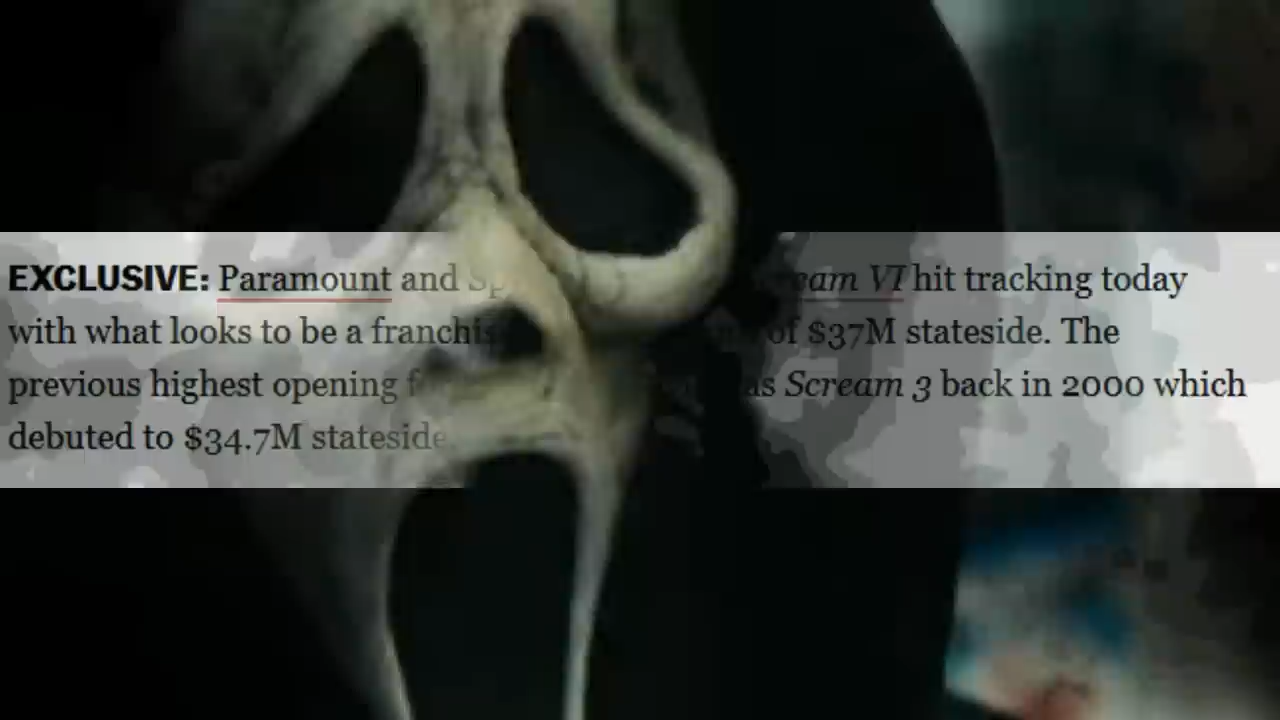 EXCLUSIVE: Paramount and VI hit tracking today
with what looks to be a of $37M stateside. The
previous highest opening Scream 3 back in 2000 which
debuted to $34.7M stateside